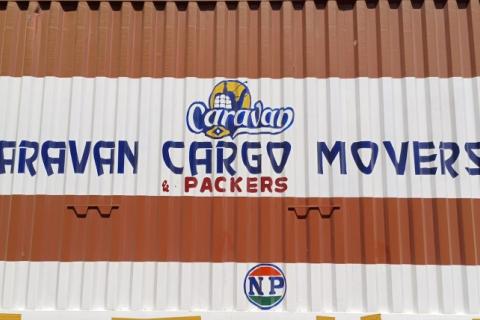 Caravan
ARAVAN CARGO MOVERS
& PACKERS
NP